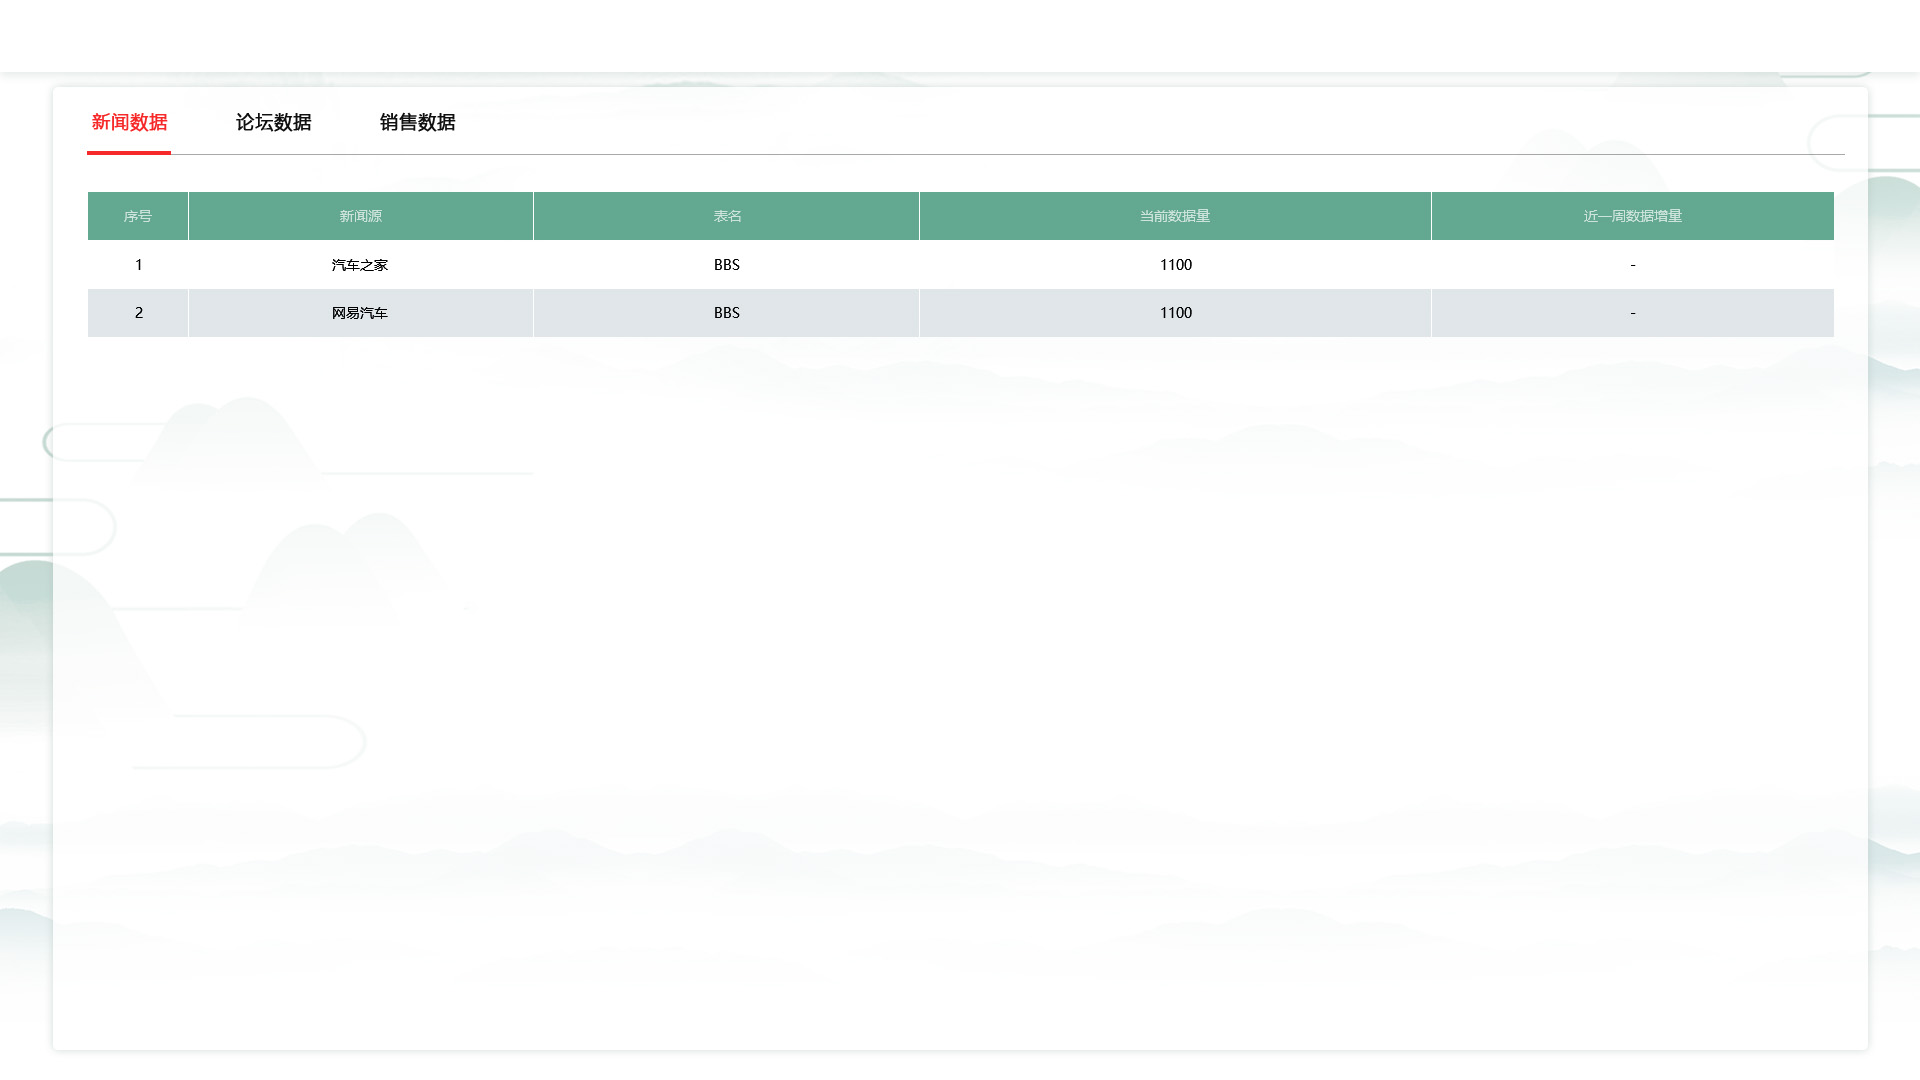 新闻数据 论坛数据 销售数据
序号 新闻源 表名 当前数据量 近一周数据增量
1 汽车之家 BBS 1100 -
2 网易汽车 BBS 1100 -